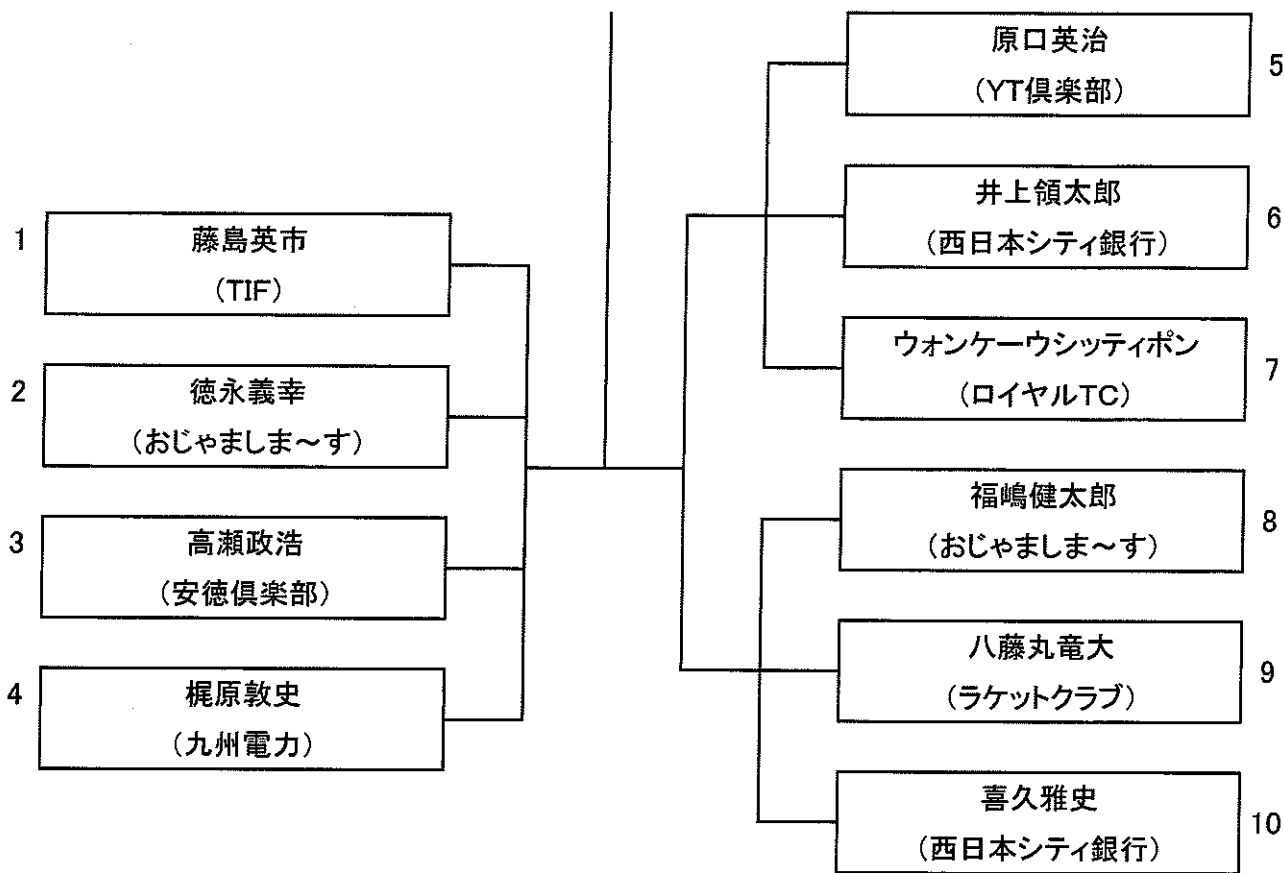 1
藤島英市
(TIF)
2
徳永義幸
(おじゃましま～す)
3
高瀬政浩
(安徳倶楽部)
4
梶原敦史
(九州電力)
原口英治
(YT倶楽部)
5
井上領太郎
(西日本シティ銀行)
6
ウォンケーウシッティポン
(ロイヤルTC)
7
福嶋健太郎
(おじゃましま～す)
8
八藤丸竜大
(ラケットクラブ)
9
喜久雅史
(西日本シティ銀行)
10